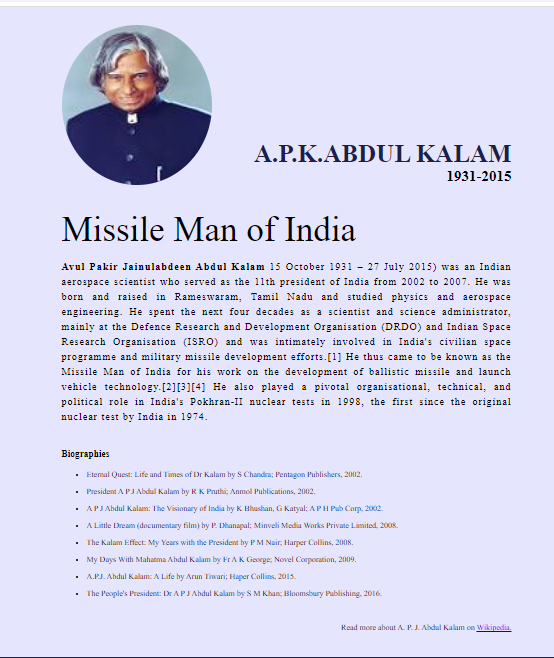 A.P.K.ABDUL KALAM
1931-2015
Missile Man of India
Avul Pakir Jainulabdeen Abdul Kalam 15 October 1931 – 27 July 2015) was an Indian
aerospace scientist who served as the 11th president of India from 2002 to 2007. He was
born and raised in Rameswaram, Tamil Nadu and studied physics and aerospace
engineering. He spent the next four decades as a scientist and science administrator,
mainly at the Defence Research and Development Organisation (DRDO) and Indian Space
Research Organisation (ISRO) and was intimately involved in India's civilian space
programme and military missile development efforts.[1] He thus came to be known as the
Missile Man of India for his work on the development of ballistic missile and launch
vehicle technology.[2][3][4] He also played a pivotal organisational, technical, and
political role in India's Pokhran-II nuclear tests in 1998, the first since the original
nuclear test by India in 1974.
Biographies
• Eternal Quest: Life and Times of Dr Kalam by S Chandra; Pentagon Publishers, 2002.
• President A P J Abdul Kalam by R K Pruthi; Anmol Publications, 2002.
• A P J Abdul Kalam: The Visionary of India by K Bhushan, G Katyal; A P H Pub Corp, 2002.
• A Little Dream (documentary film) by P. Dhanapal; Minveli Media Works Private Limited, 2008.
• The Kalam Effect: My Years with the President by P M Nair; Harper Collins, 2008.
• My Days With Mahatma Abdul Kalam by Fr A K George; Novel Corporation, 2009.
• A.P.J. Abdul Kalam: A Life by Arun Tiwari; Haper Collins, 2015.
• The People's President: Dr A P J Abdul Kalam by S M Khan; Bloomsbury Publishing, 2016.
Read more about A. P. J. Abdul Kalam on Wikipedia.